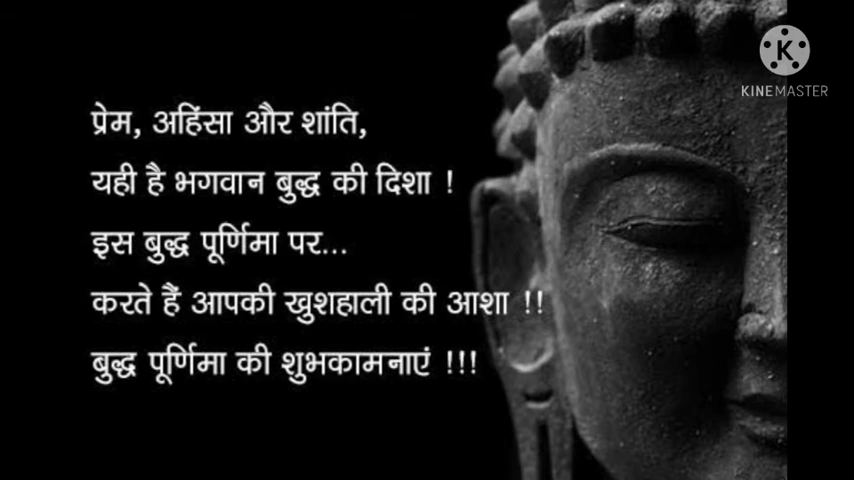 प्रेम, अहिंसा और शांति,
यही है भगवान बुद्ध की दिशा !
इस बुद्ध पूर्णिमा पर...
करते हैं आपकी खुशहाली की आशा !!
बुद्ध पूर्णिमा की शुभकामनाएं !!!
K
KINEMASTER